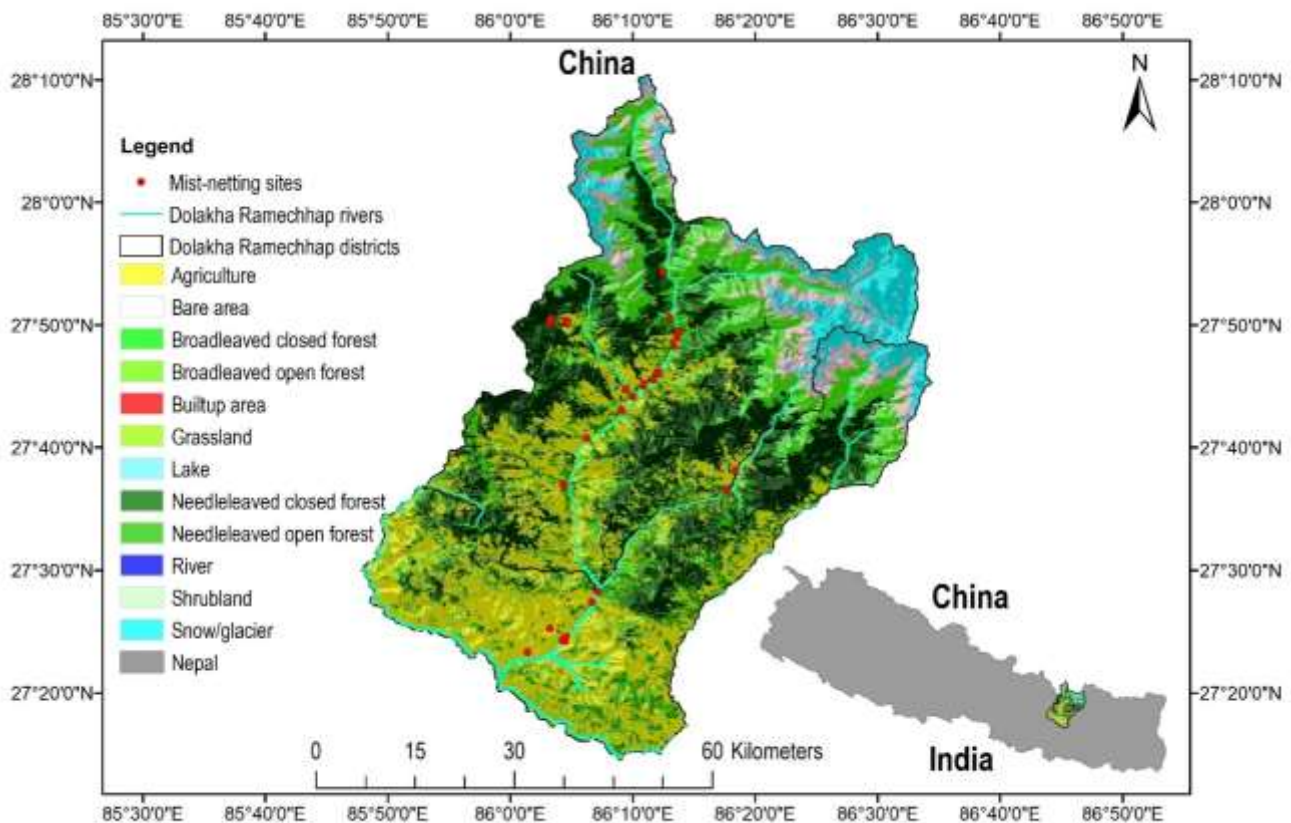 85°30'0"E 85°40'0"E 85°50'0"E 86°0'0"E 86°10'0"E 86°20'0"E 86°30'0"E 86°40'0"E 86°50'0"E
China
N
28°10'0"N 28°10'0"N
Legend
Mist-netting sites
28°0'0"N 28°0'0"N
Dolakha Ramechhap rivers
Dolakha Ramechhap districts
Agriculture
Bare area
27°50'0"N 27°50'0"N
Broadleaved closed forest
Broadleaved open forest
Builtup area
Grassland
27°40'0"N 27°40'0"N
Lake
Needleleaved closed forest
Needleleaved open forest
River
27°30'0"N 27°30'0"N
Shrubland
China
Snow/glacier
Nepal
27°20'0"N 27°20'0"N
0 15 30 60 Kilometers
India
85°30'0"E 85°40'0"E 85°50'0"E 86°0'0"E 86°10'0"E 86°20'0"E 86°30'0"E 86°40'0"E 86°50'0"E